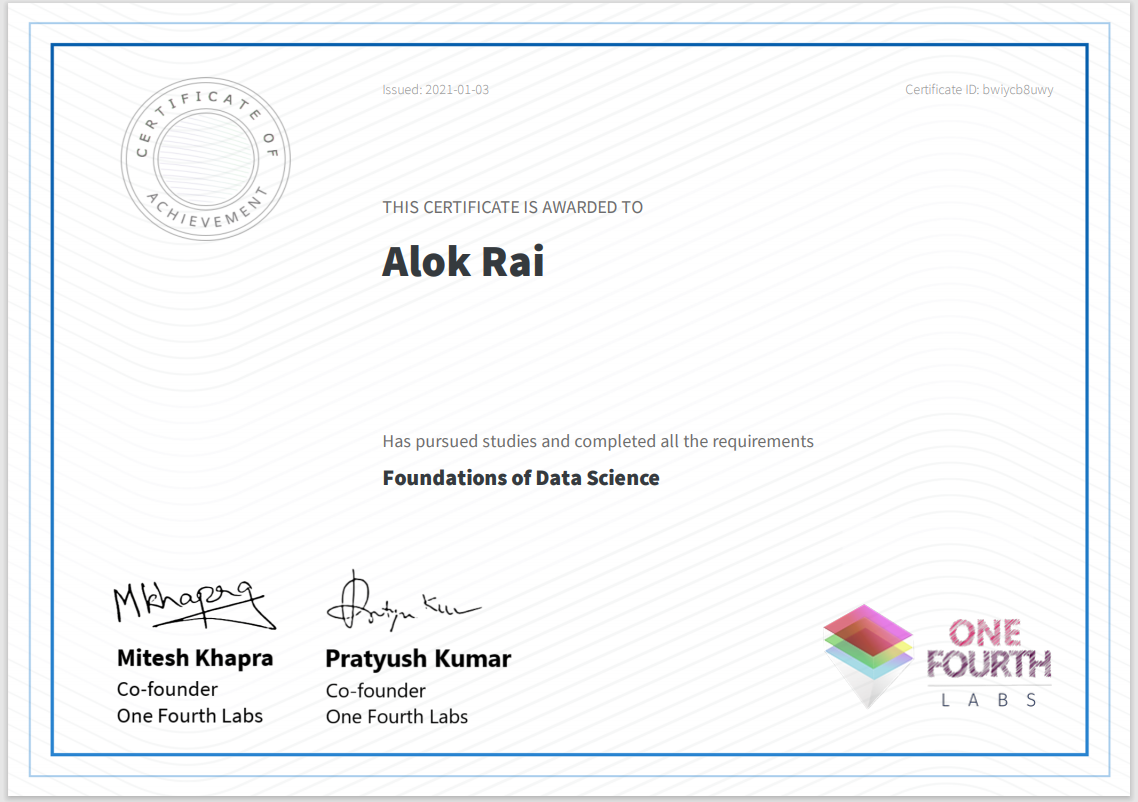 CERTIFICATE OF
ACHIEVEMENT
Issued: 2021-01-03
Certificate ID: bwiycb8uwy
THIS CERTIFICATE IS AWARDED TO
Alok Rai
Has pursued studies and completed all the requirements
Foundations of Data Science
MKhapra
Mitesh Khapra
Co-founder
One Fourth Labs
Pratyush Kumar
Co-founder
One Fourth Labs
ONE
FOURTH
LABS